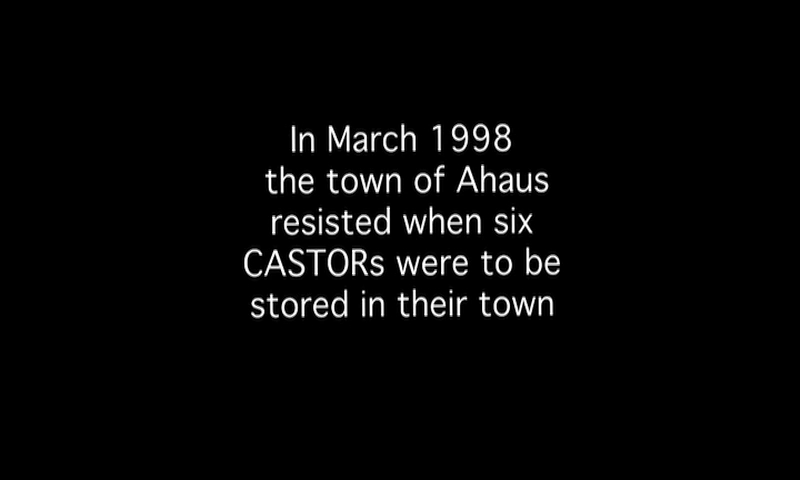 In March 1998
the town of Ahaus
resisted when six
CASTORs were to be
stored in their town